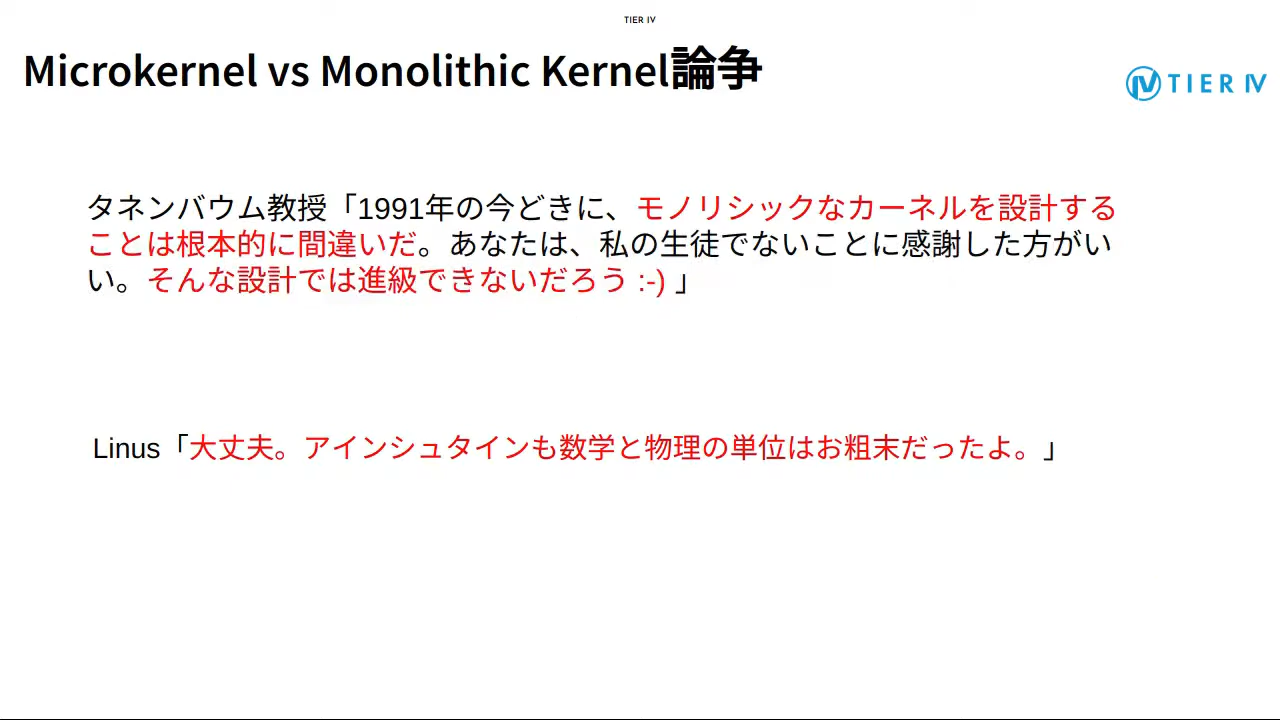 TIER IV
Microkernel vs Monolithic Kernel論争
TIER IV
タネンバウム教授「1991年の今どきに、モノリシックなカーネルを設計する
ことは根本的に間違いだ。あなたは、私の生徒でないことに感謝した方がい
い。そんな設計では進級できないだろう :-) 」
Linus「大丈夫。アインシュタインも数学と物理の単位はお粗末だったよ。」